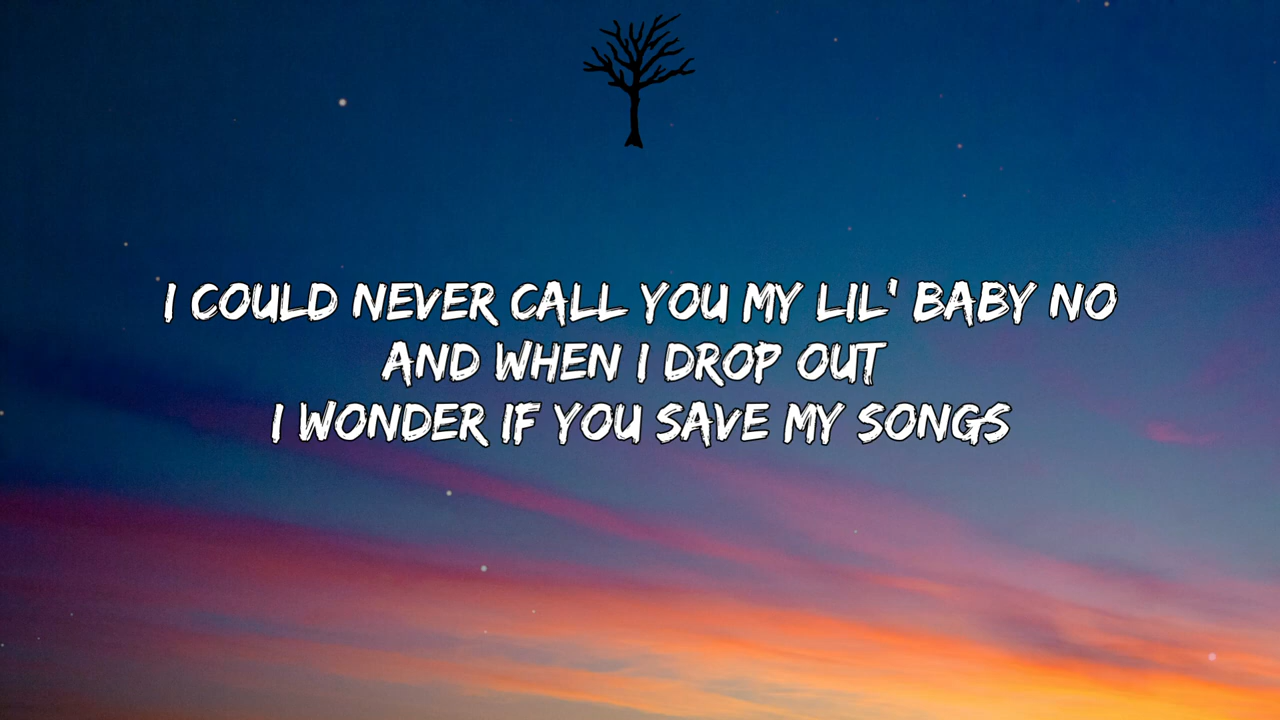 I COULD NEVER CALL YOU MY LIL' BABY NO
AND WHEN I DROP OUT
I WONDER IF YOU SAVE MY SONGS